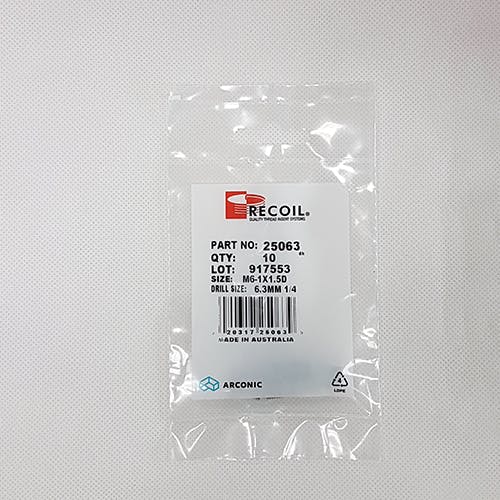 RECOIL®
QUALITY THREAD INSERT SYSTEMS
PART NO: 25063
QTY: 10
LOT: 917553
SIZE: M6-1X1.5D
DRILL SIZE: 6.3MM 1/4
20317 25063
MADE IN AUSTRALIA
ARCONIC
4
LDPE